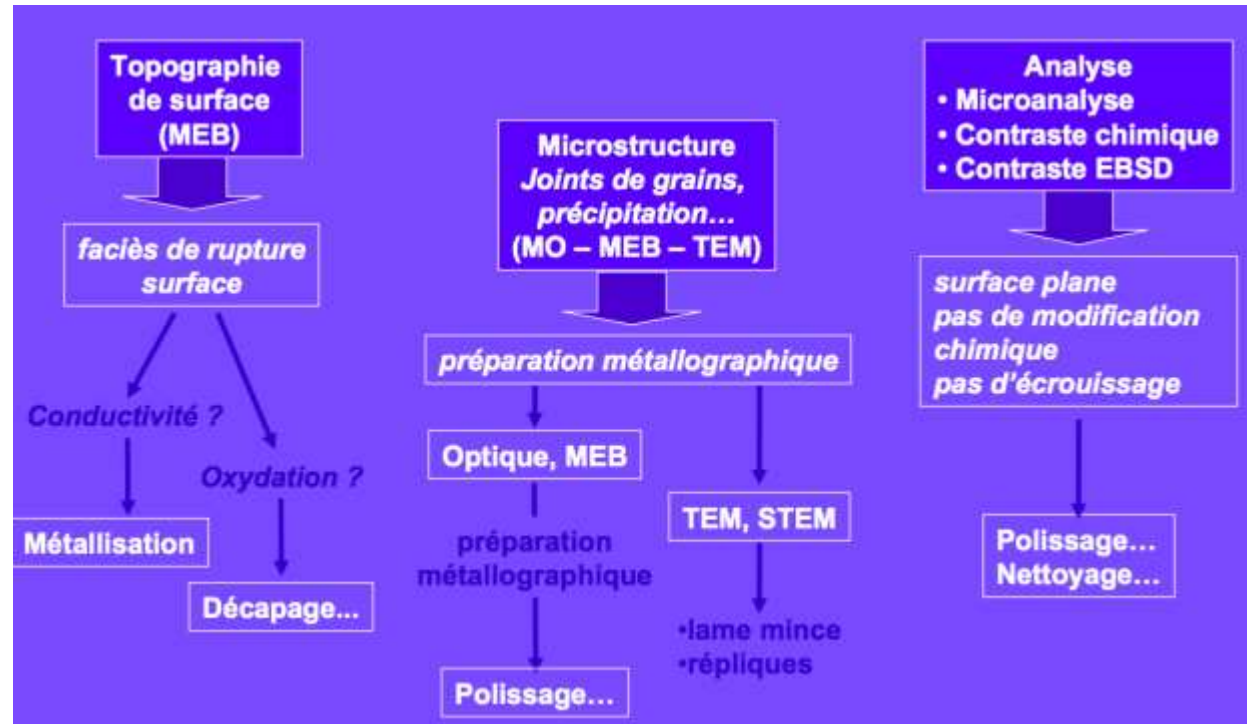 Topographie
de surface
(MEB)
faciès de rupture
surface
Conductivité ?
Oxydation ?
Métallisation
Décapage...
Microstructure
Joints de grains,
précipitation…
(MO – MEB – TEM)
préparation métallographique
Optique, MEB
préparation
métallographique
Polissage…
TEM, STEM
•lame mince
•répliques
Analyse
• Microanalyse
• Contraste chimique
• Contraste EBSD
surface plane
pas de modification
chimique
pas d'écrouissage
Polissage…
Nettoyage…